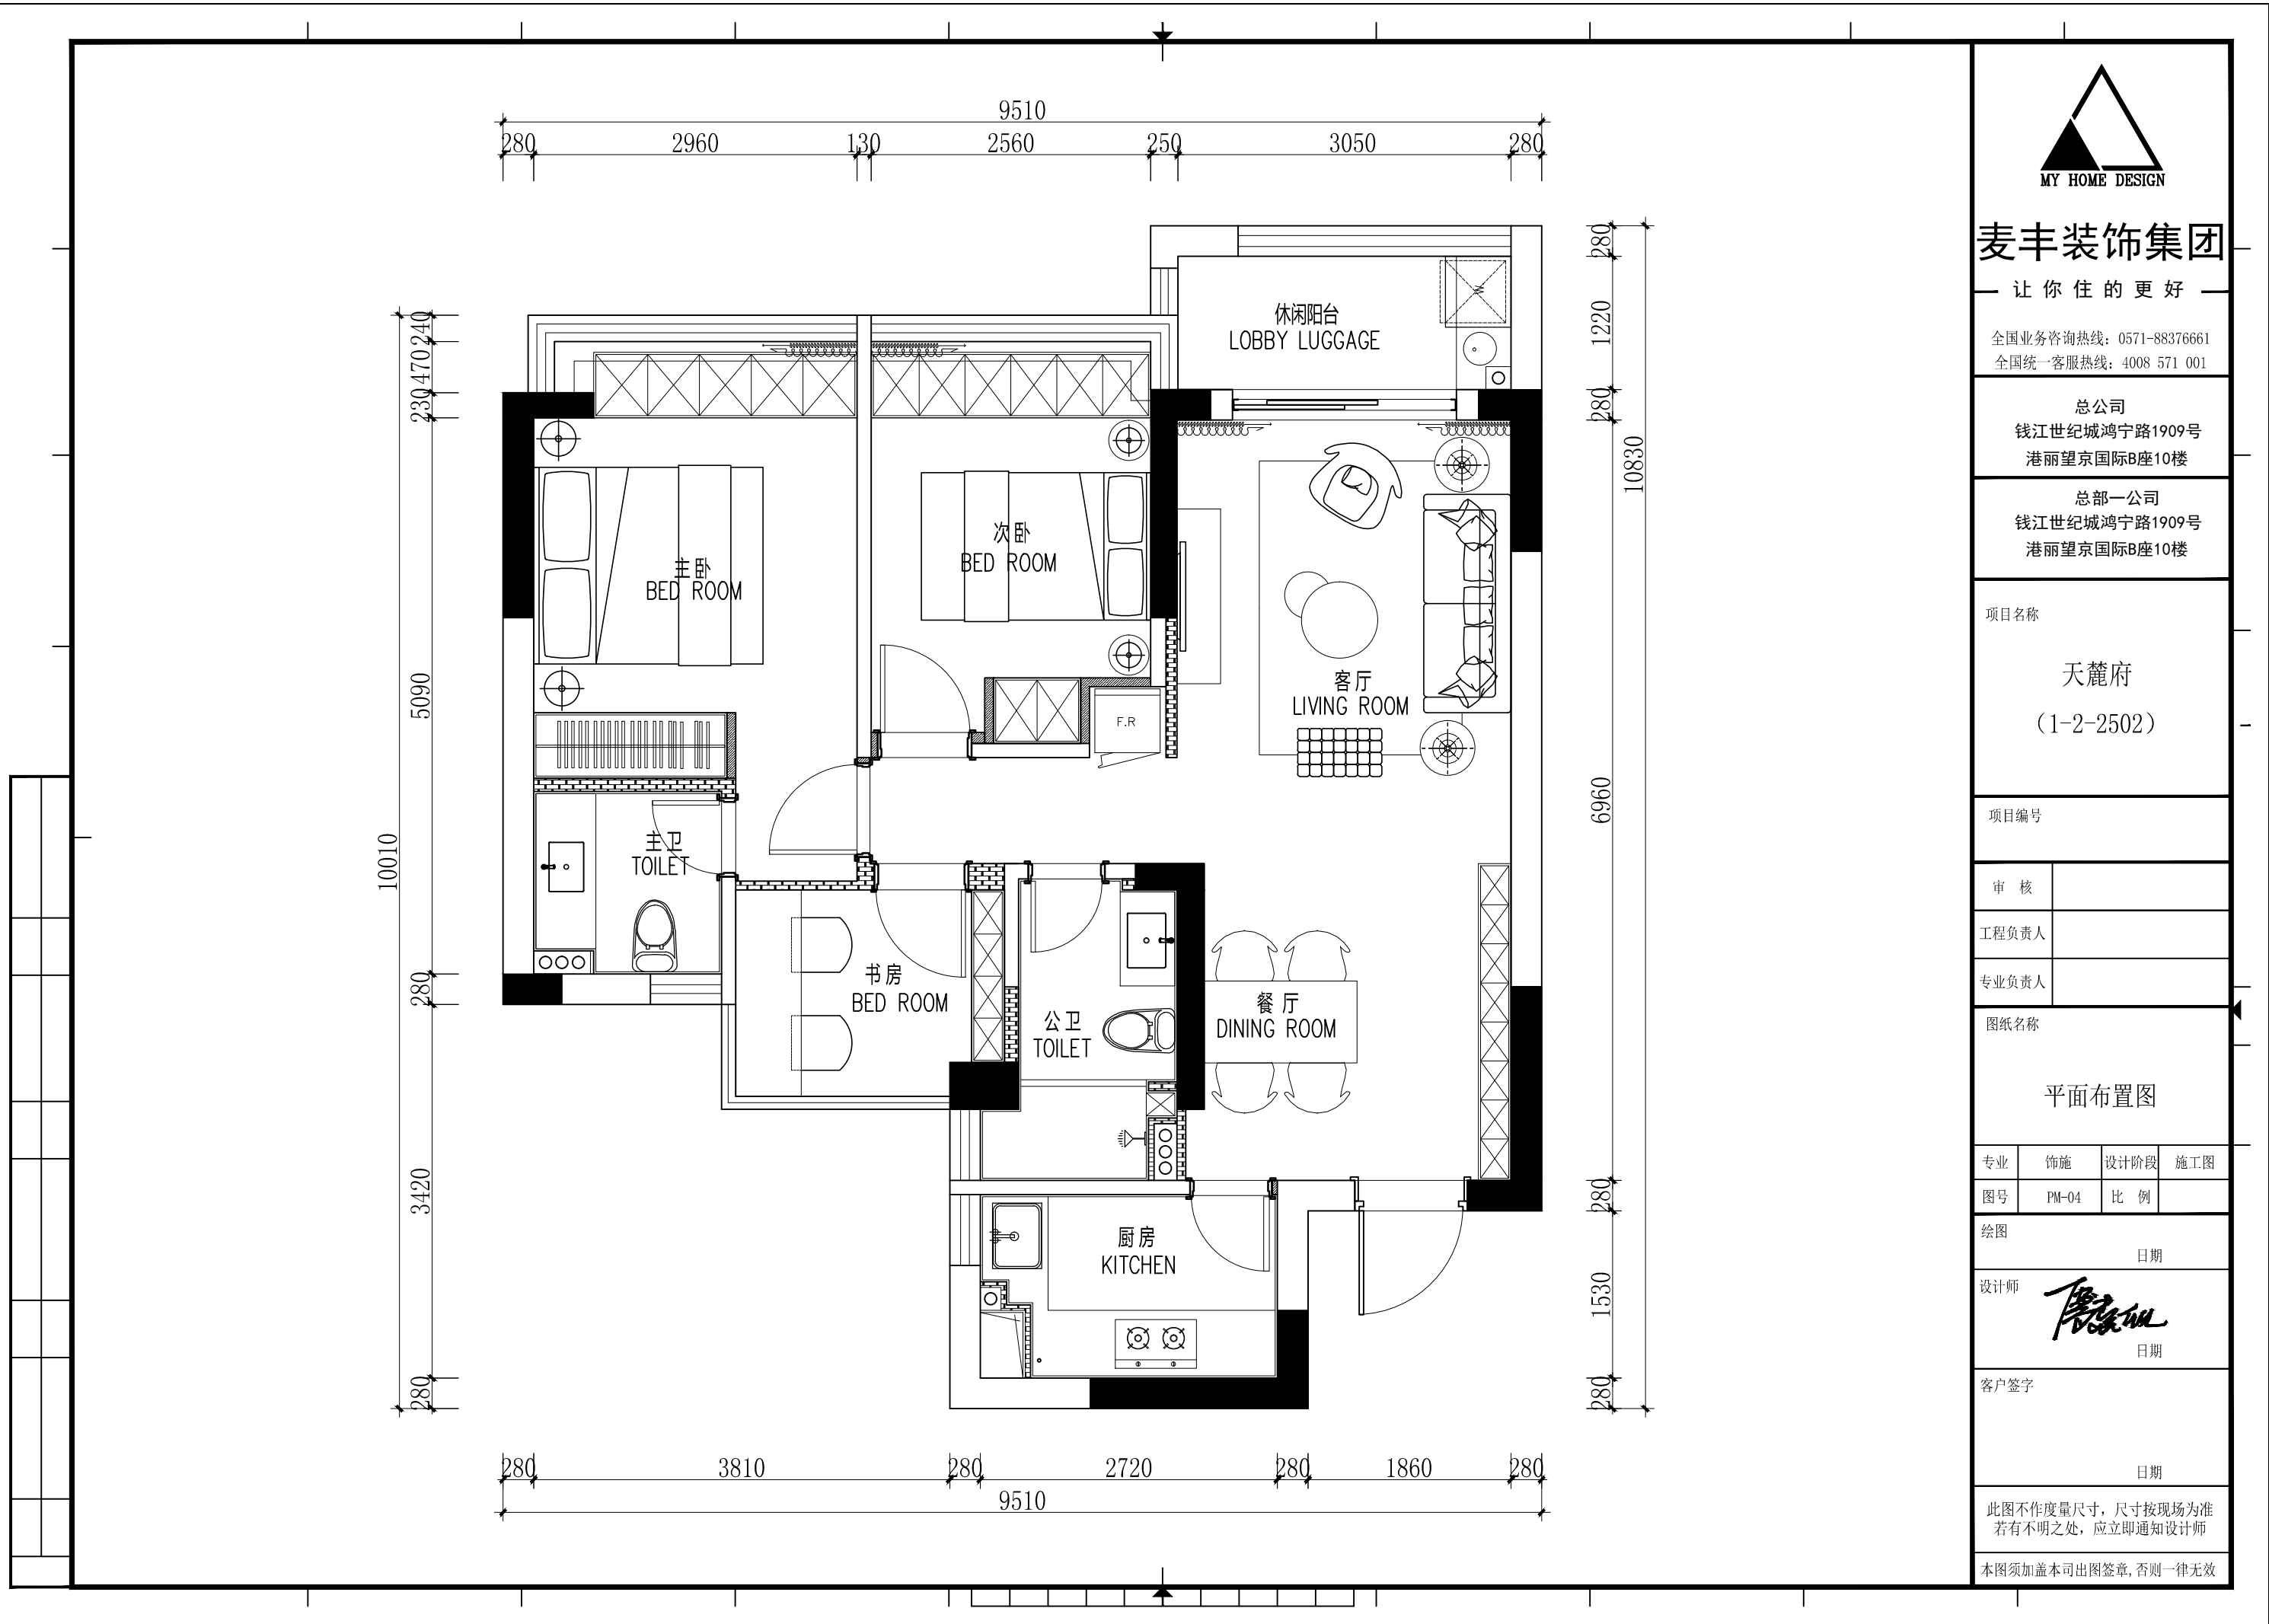 9510
280
2960
130
2560
250
3050
280
240
470
230
5090
280
3420
280
10010
280
1220
280
6960
280
1530
280
10830
休闲阳台
LOBBY LUGGAGE
W
主卧
BED ROOM
次卧
BED ROOM
F.R
客厅
LIVING ROOM
主卫
TOILET
书房
BED ROOM
公卫
TOILET
餐厅
DINING ROOM
厨房
KITCHEN
280
3810
280
2720
280
1860
280
9510
MY HOME DESIGN
麦丰装饰集团
让你住的更好
全国业务咨询热线：0571-88376661
全国统一客服热线：4008 571 001
总公司
钱江世纪城鸿宁路1909号
港丽望京国际B座10楼
总部一公司
钱江世纪城鸿宁路1909号
港丽望京国际B座10楼
项目名称
天麓府
（1-2-2502）
项目编号
审 核
工程负责人
专业负责人
图纸名称
平面布置图
专业 饰施 设计阶段 施工图
图号 PM-04 比 例
绘图
日期
设计师
日期
客户签字
日期
此图不作度量尺寸，尺寸按现场为准
若有不明之处，应立即通知设计师
本图须加盖本司出图签章,否则一律无效